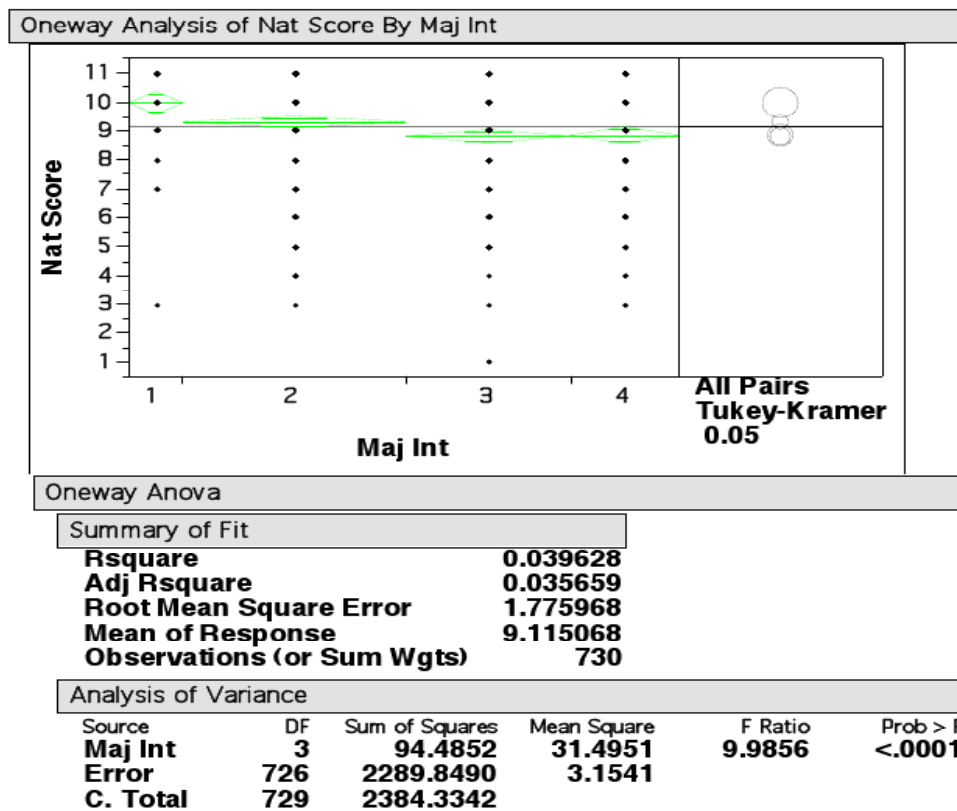 Oneway Analysis of Nat Score By Maj Int
11
10
9
8
7
6
5
4
3
2
1
Nat Score
1 2 3 4
Maj Int
All Pairs
Tukey-Kramer
0.05
Oneway Anova
Summary of Fit
Rsquare 0.039628
Adj Rsquare 0.035659
Root Mean Square Error 1.775968
Mean of Response 9.115068
Observations (or Sum Wgts) 730
Analysis of Variance
Source DF Sum of Squares Mean Square F Ratio Prob > F
Maj Int 3 94.4852 31.4951 9.9856 <.0001
Error 726 2289.8490 3.1541
C. Total 729 2384.3342